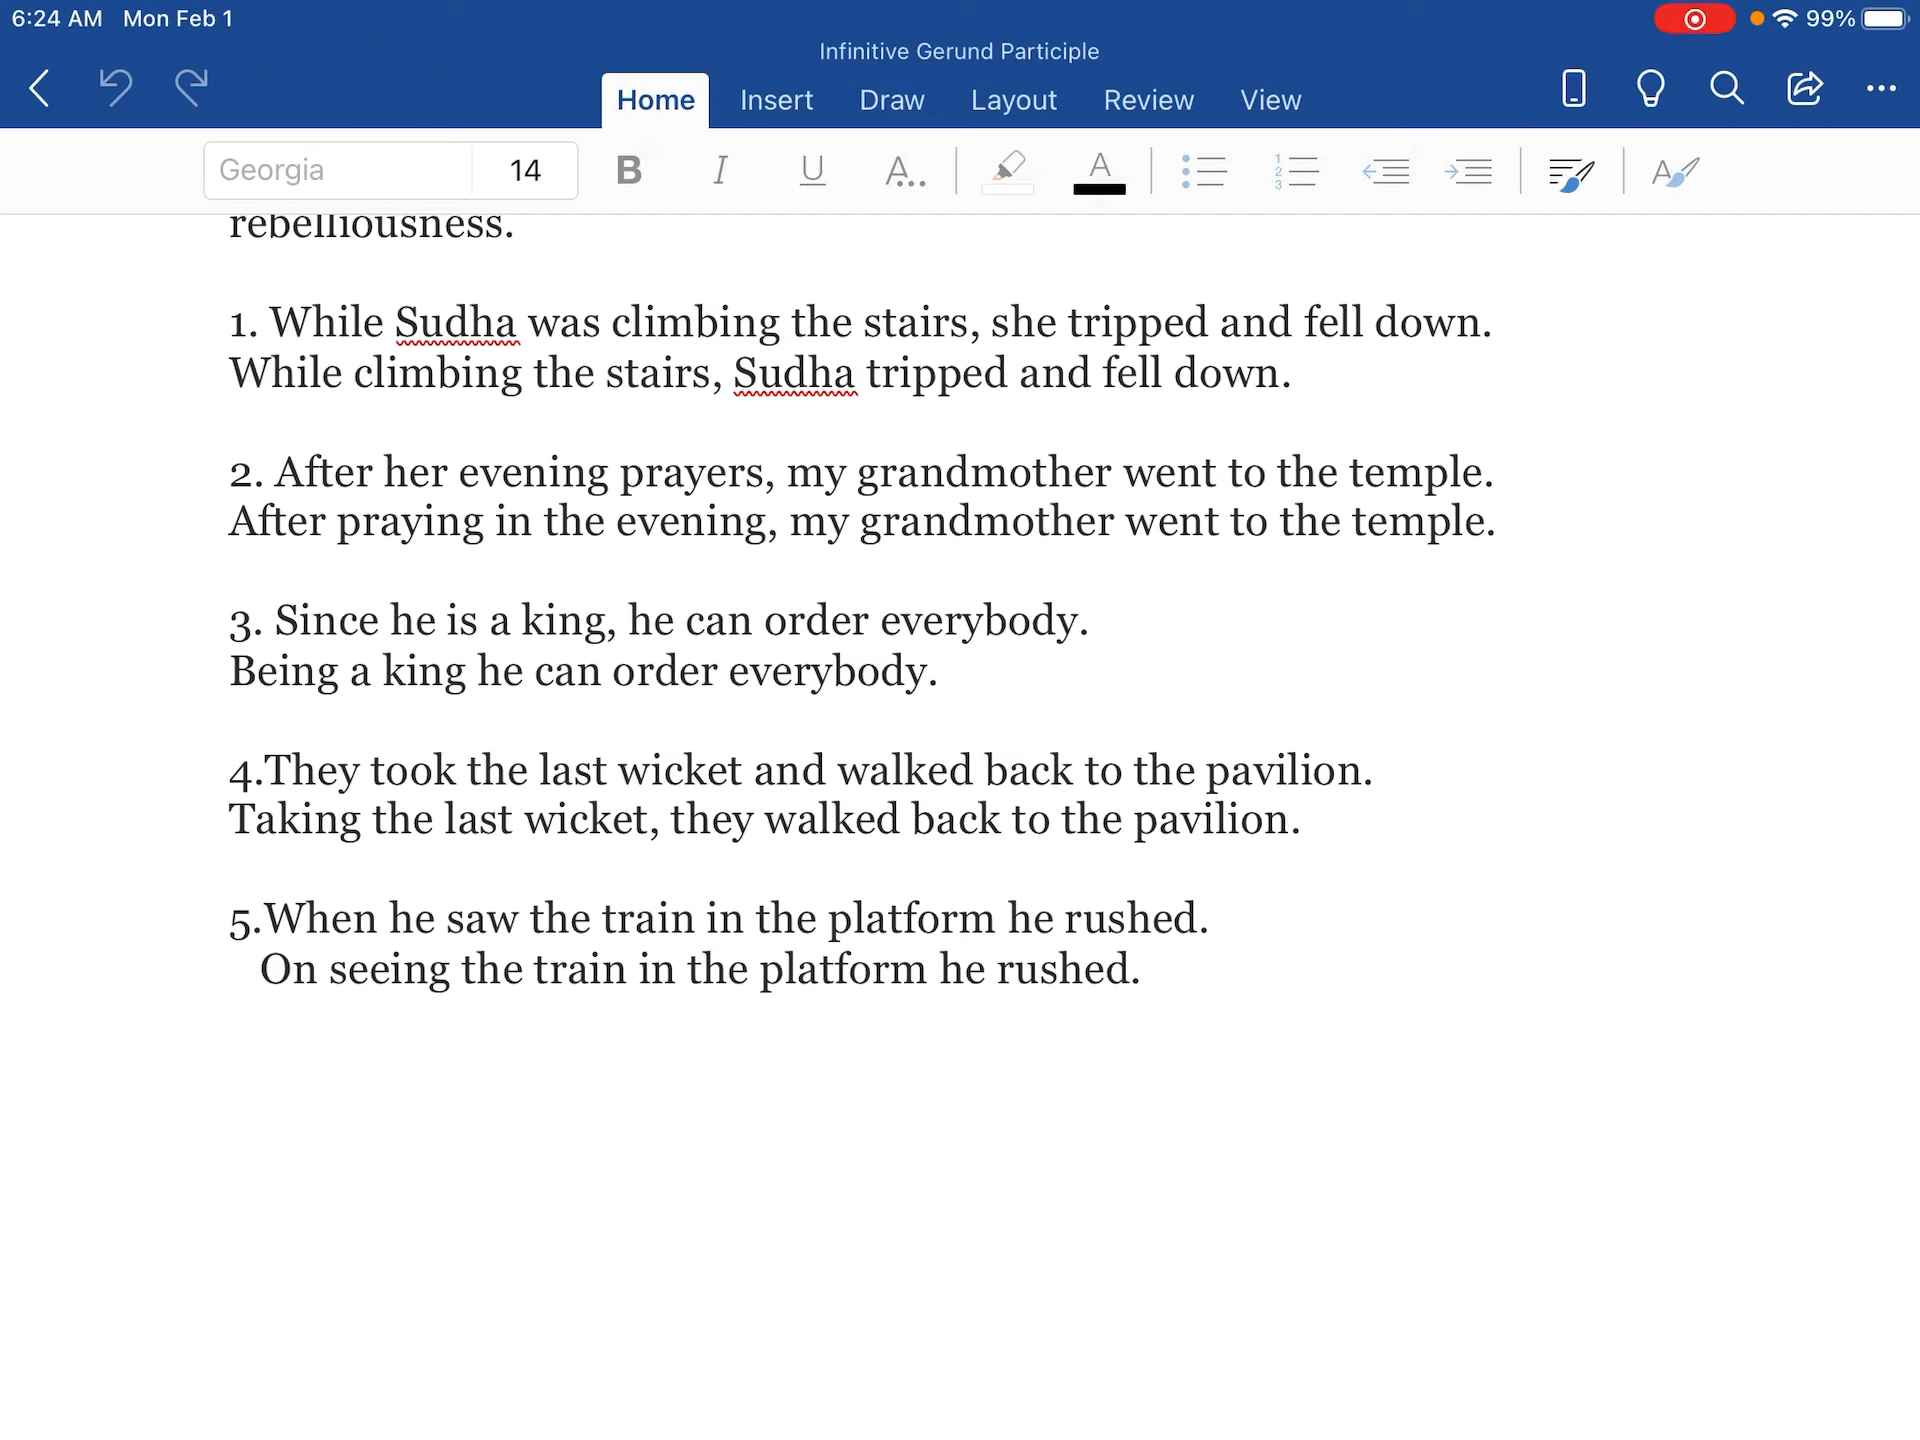 6:24 AM Mon Feb 1 99%
Infinitive Gerund Participle
Home Insert Draw Layout Review View
Georgia 14 B I U A... A 1 2 3 A
rebelliousness.
1. While Sudha was climbing the stairs, she tripped and fell down.
While climbing the stairs, Sudha tripped and fell down.
2. After her evening prayers, my grandmother went to the temple.
After praying in the evening, my grandmother went to the temple.
3. Since he is a king, he can order everybody.
Being a king he can order everybody.
4.They took the last wicket and walked back to the pavilion.
Taking the last wicket, they walked back to the pavilion.
5.When he saw the train in the platform he rushed.
On seeing the train in the platform he rushed.